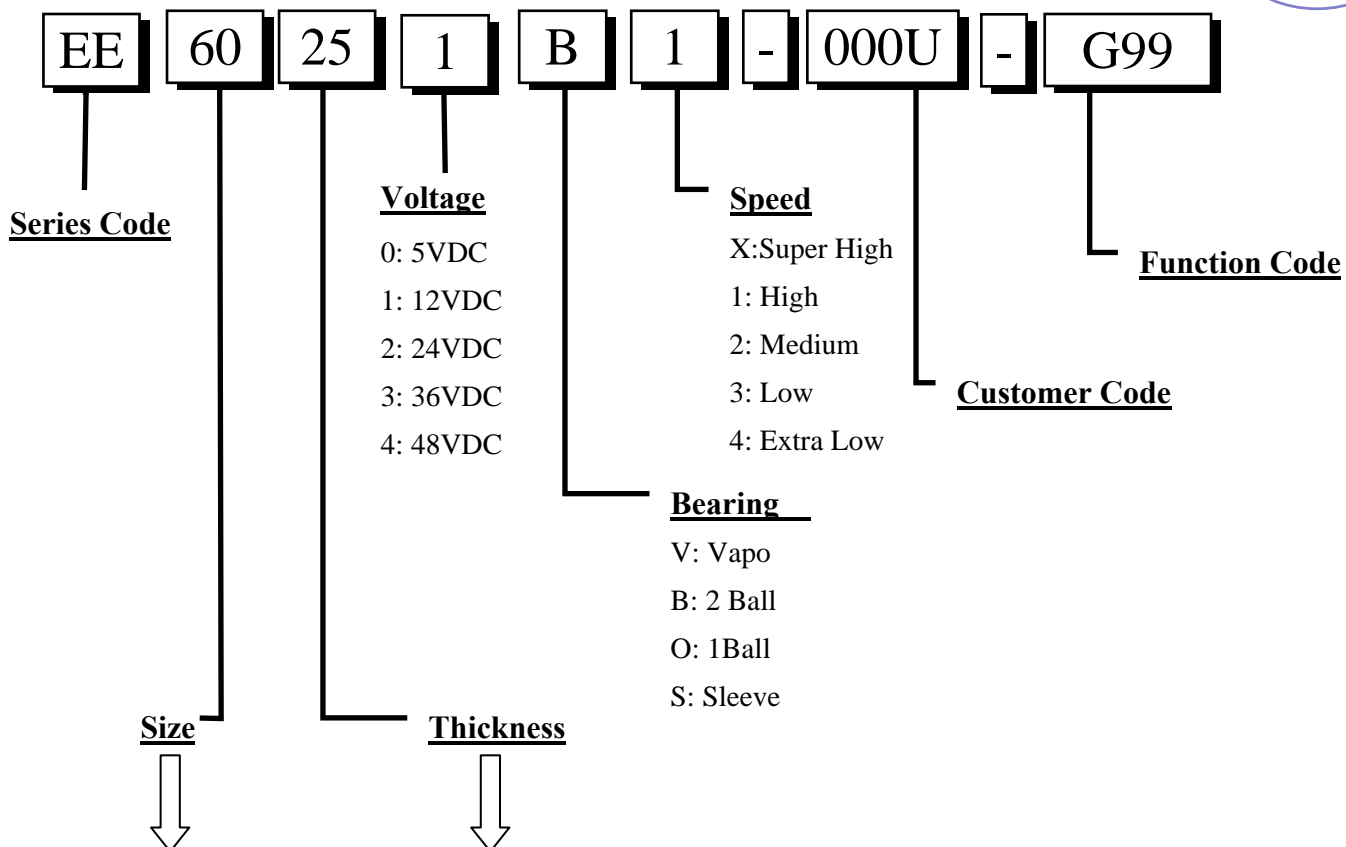 EE 60 25 1 B 1 - 000U - G99
Series Code
Voltage
0: 5VDC
1: 12VDC
2: 24VDC
3: 36VDC
4: 48VDC
Speed
X:Super High
1: High
2: Medium
3: Low
4: Extra Low
Function Code
Customer Code
Bearing
V: Vapo
B: 2 Ball
O: 1Ball
S: Sleeve
Size
Thickness